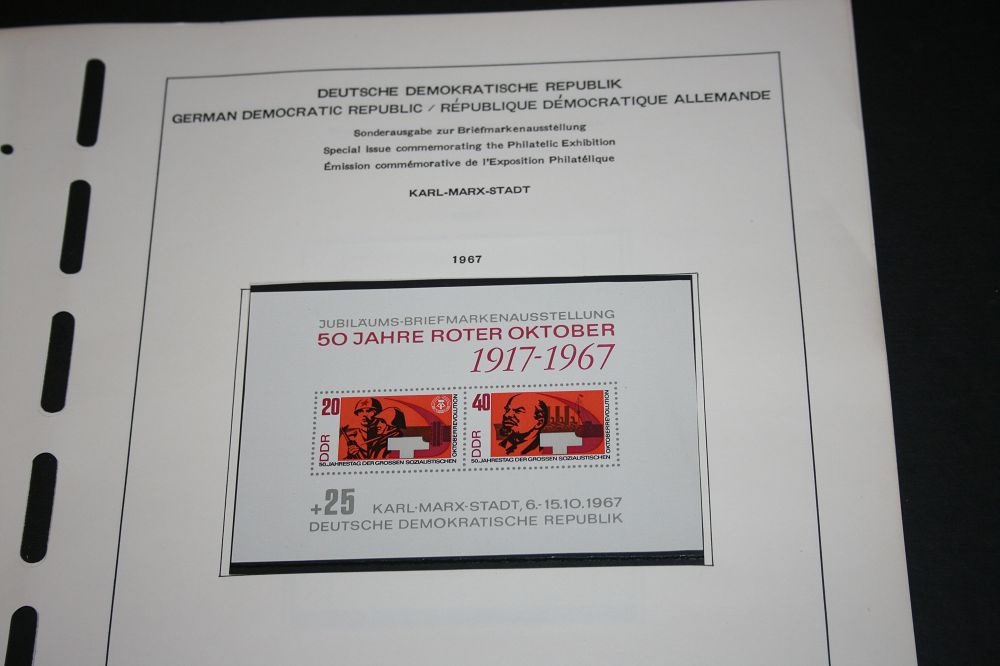 DEUTSCHE DEMOKRATISCHE REPUBLIK
GERMAN DEMOCRATIC REPUBLIC / RÉPUBLIQUE DÉMOCRATIQUE ALLEMANDE
Sonderausgabe zur Briefmarkenausstellung
Special Issue commemorating the Philatelic Exhibition
Émission commémorative de l'Exposition Philatélique
KARL-MARX-STADT
1967
JUBILÄUMS-BRIEFMARKENAUSSTELLUNG
50 JAHRE ROTER OKTOBER
1917-1967
20
DDR
50. JAHRESTAG DER GROSSEN SOZIALISTISCHEN
OKTOBERREVOLUTION
40
DDR
50. JAHRESTAG DER GROSSEN SOZIALISTISCHEN
OKTOBERREVOLUTION
+25 KARL-MARX-STADT, 6.-15.10.1967
DEUTSCHE DEMOKRATISCHE REPUBLIK